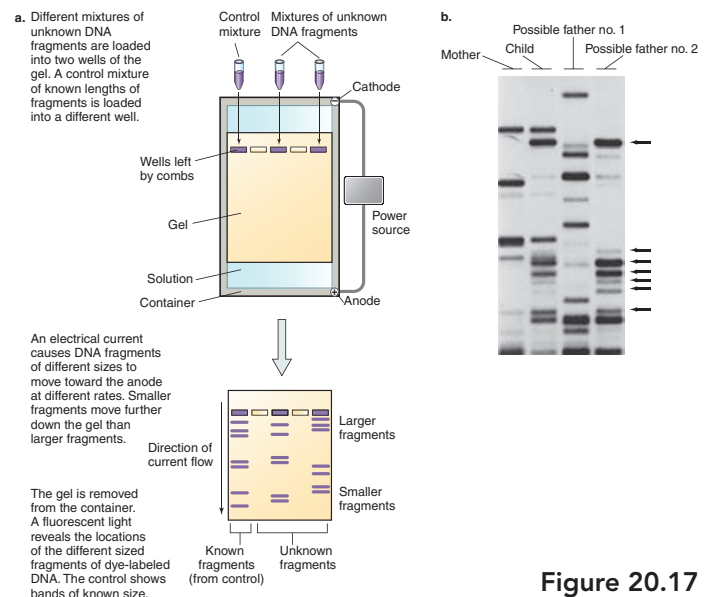 a. Different mixtures of
unknown DNA
fragments are loaded
into two wells of the
gel. A control mixture
of known lengths of
fragments is loaded
into a different well.
Control
mixture
Mixtures of unknown
DNA fragments
Cathode
Wells left
by combs
Gel
Power
source
Solution
Container
Anode
An electrical current
causes DNA fragments
of different sizes to
move toward the anode
at different rates. Smaller
fragments move further
down the gel than
larger fragments.
Direction of
current flow
Larger
fragments
Smaller
fragments
The gel is removed
from the container.
A fluorescent light
reveals the locations
of the different sized
fragments of dye-labeled
DNA. The control shows
bands of known size.
Known
fragments
(from control)
Unknown
fragments
b.
Possible father no. 1
Mother
Child
Possible father no. 2
Figure 20.17